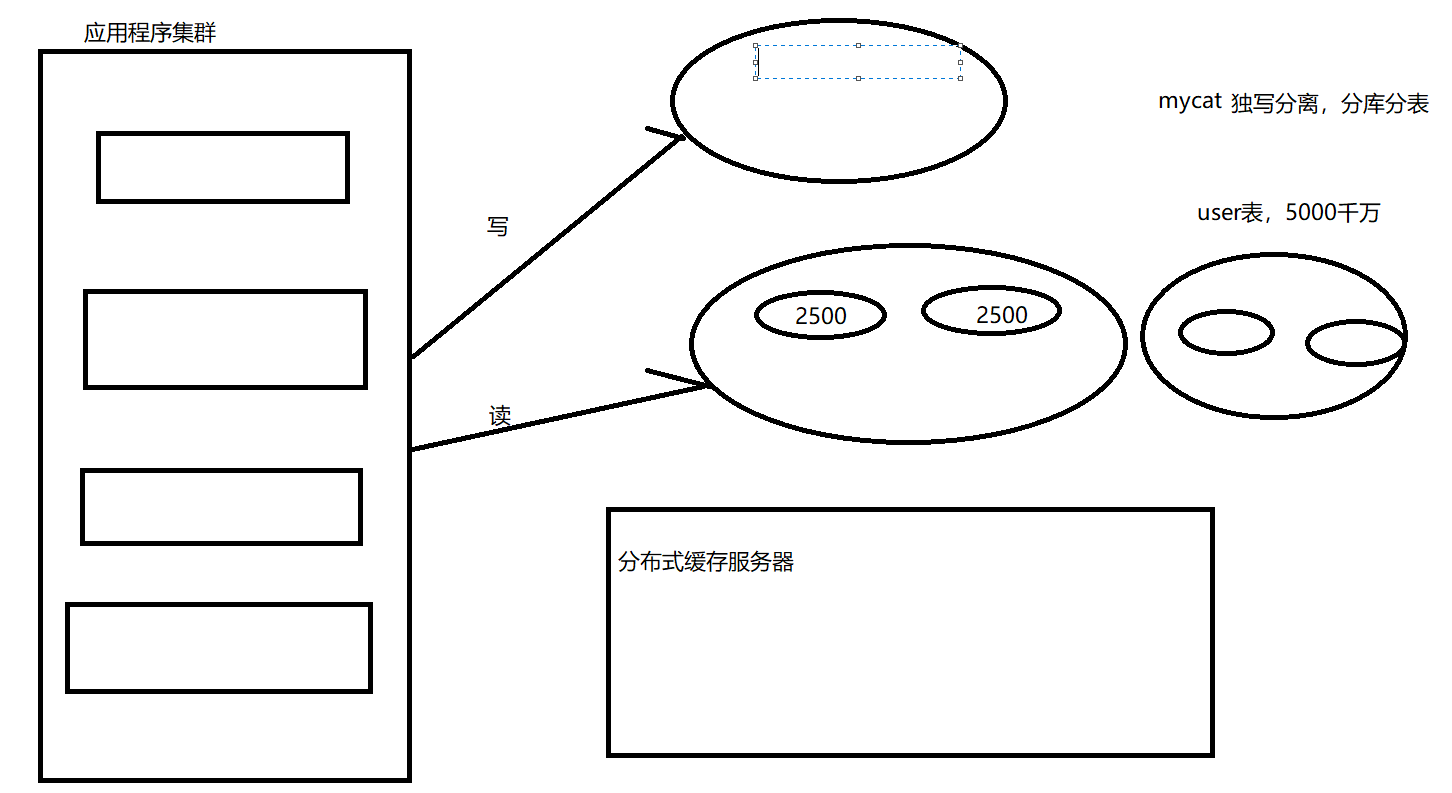 应用程序集群
mycat 独写分离，分库分表
user表，5000千万
写
2500
2500
读
分布式缓存服务器